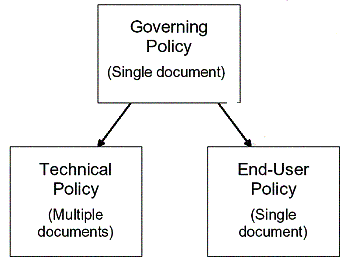 Governing
Policy
(Single document)
Technical
Policy
(Multiple
documents)
End-User
Policy
(Single
document)